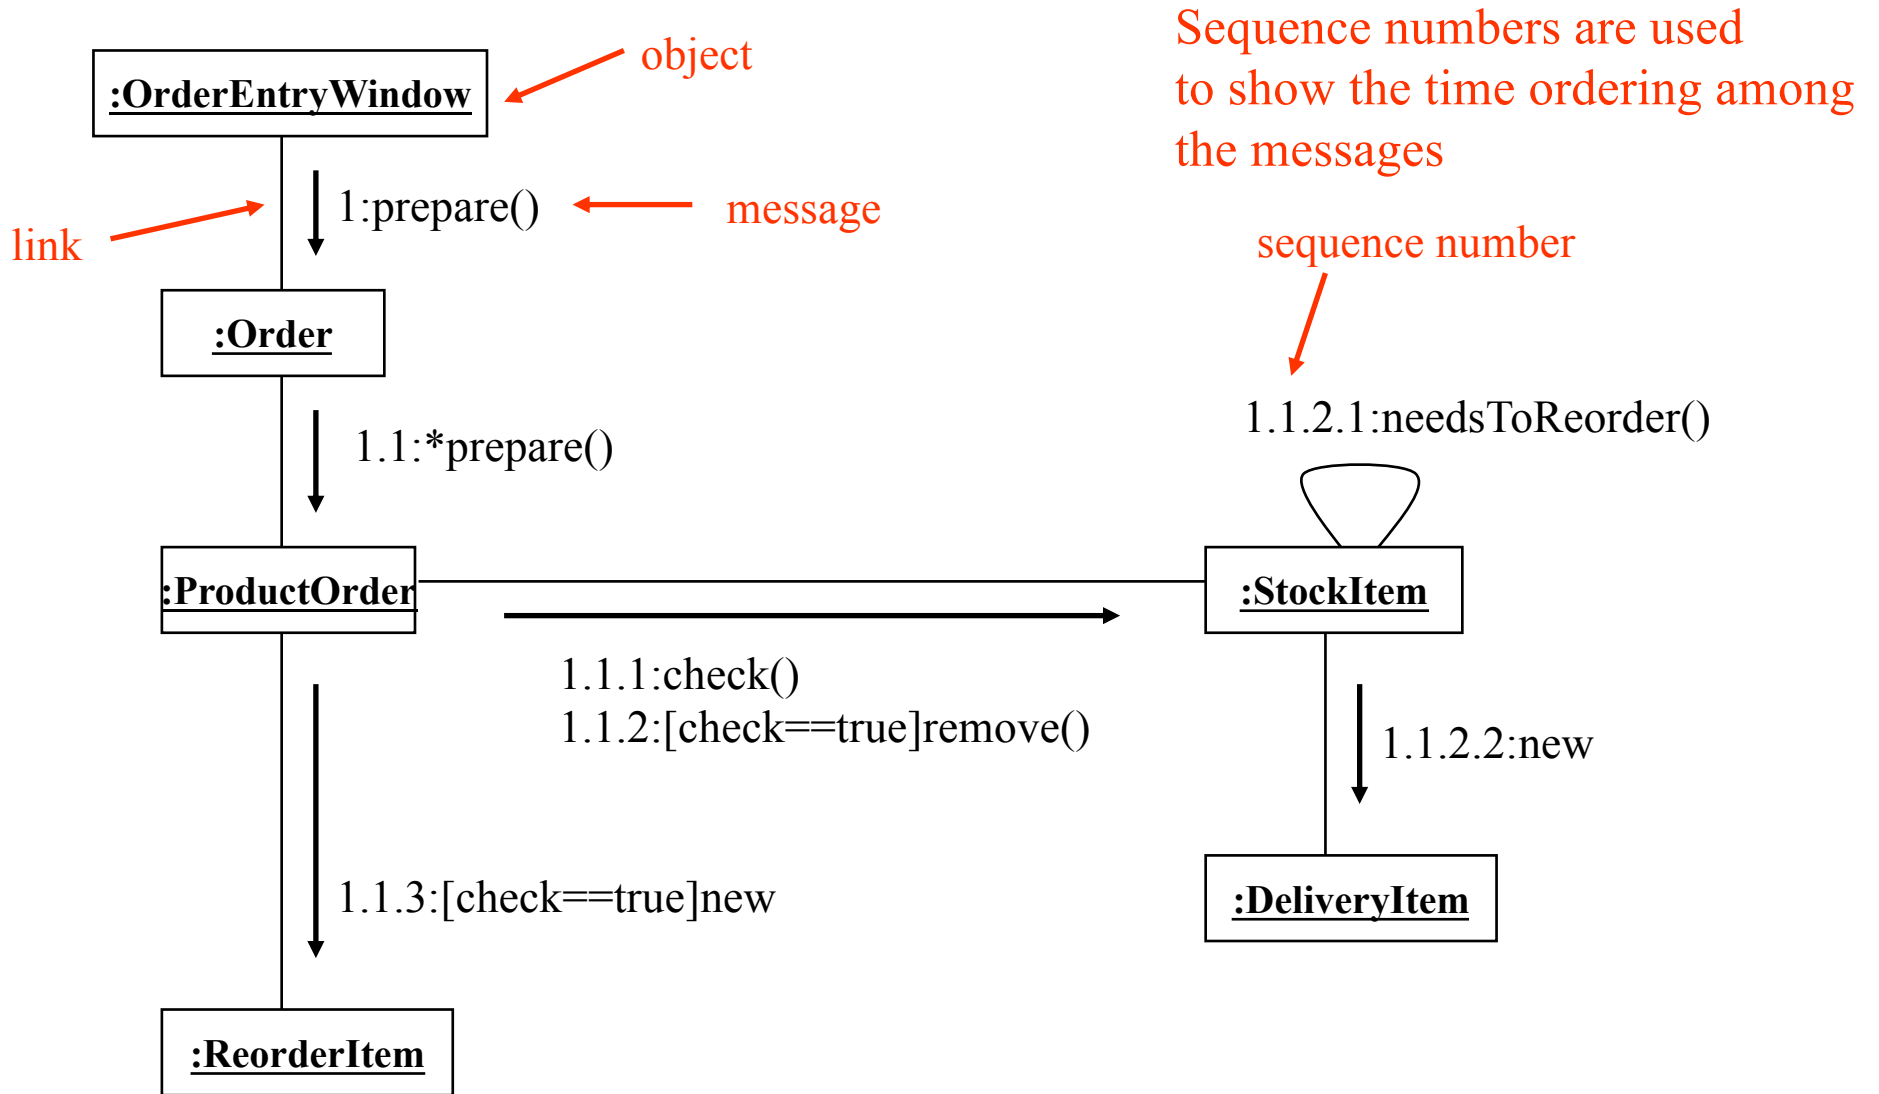 Sequence numbers are used
to show the time ordering among
the messages
object
:OrderEntryWindow
1:prepare()
message
link
sequence number
:Order
1.1.2.1:needsToReorder()
1.1:*prepare()
:ProductOrder
:StockItem
1.1.1:check()
1.1.2:[check==true]remove()
1.1.2.2:new
1.1.3:[check==true]new
:DeliveryItem
:ReorderItem